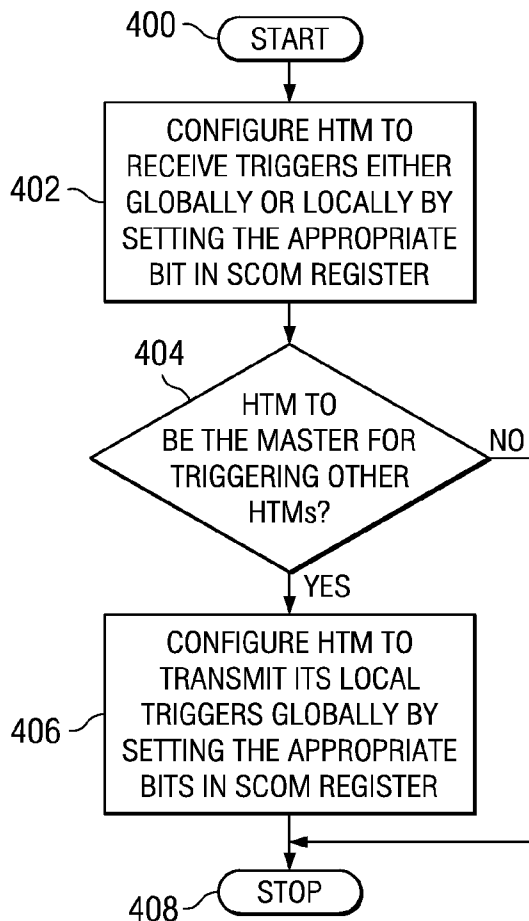 400
START
402
CONFIGURE HTM TO
RECEIVE TRIGGERS EITHER
GLOBALLY OR LOCALLY BY
SETTING THE APPROPRIATE
BIT IN SCOM REGISTER
404
HTM TO
BE THE MASTER FOR
TRIGGERING OTHER
HTMs?
NO
YES
406
CONFIGURE HTM TO
TRANSMIT ITS LOCAL
TRIGGERS GLOBALLY BY
SETTING THE APPROPRIATE
BITS IN SCOM REGISTER
408
STOP